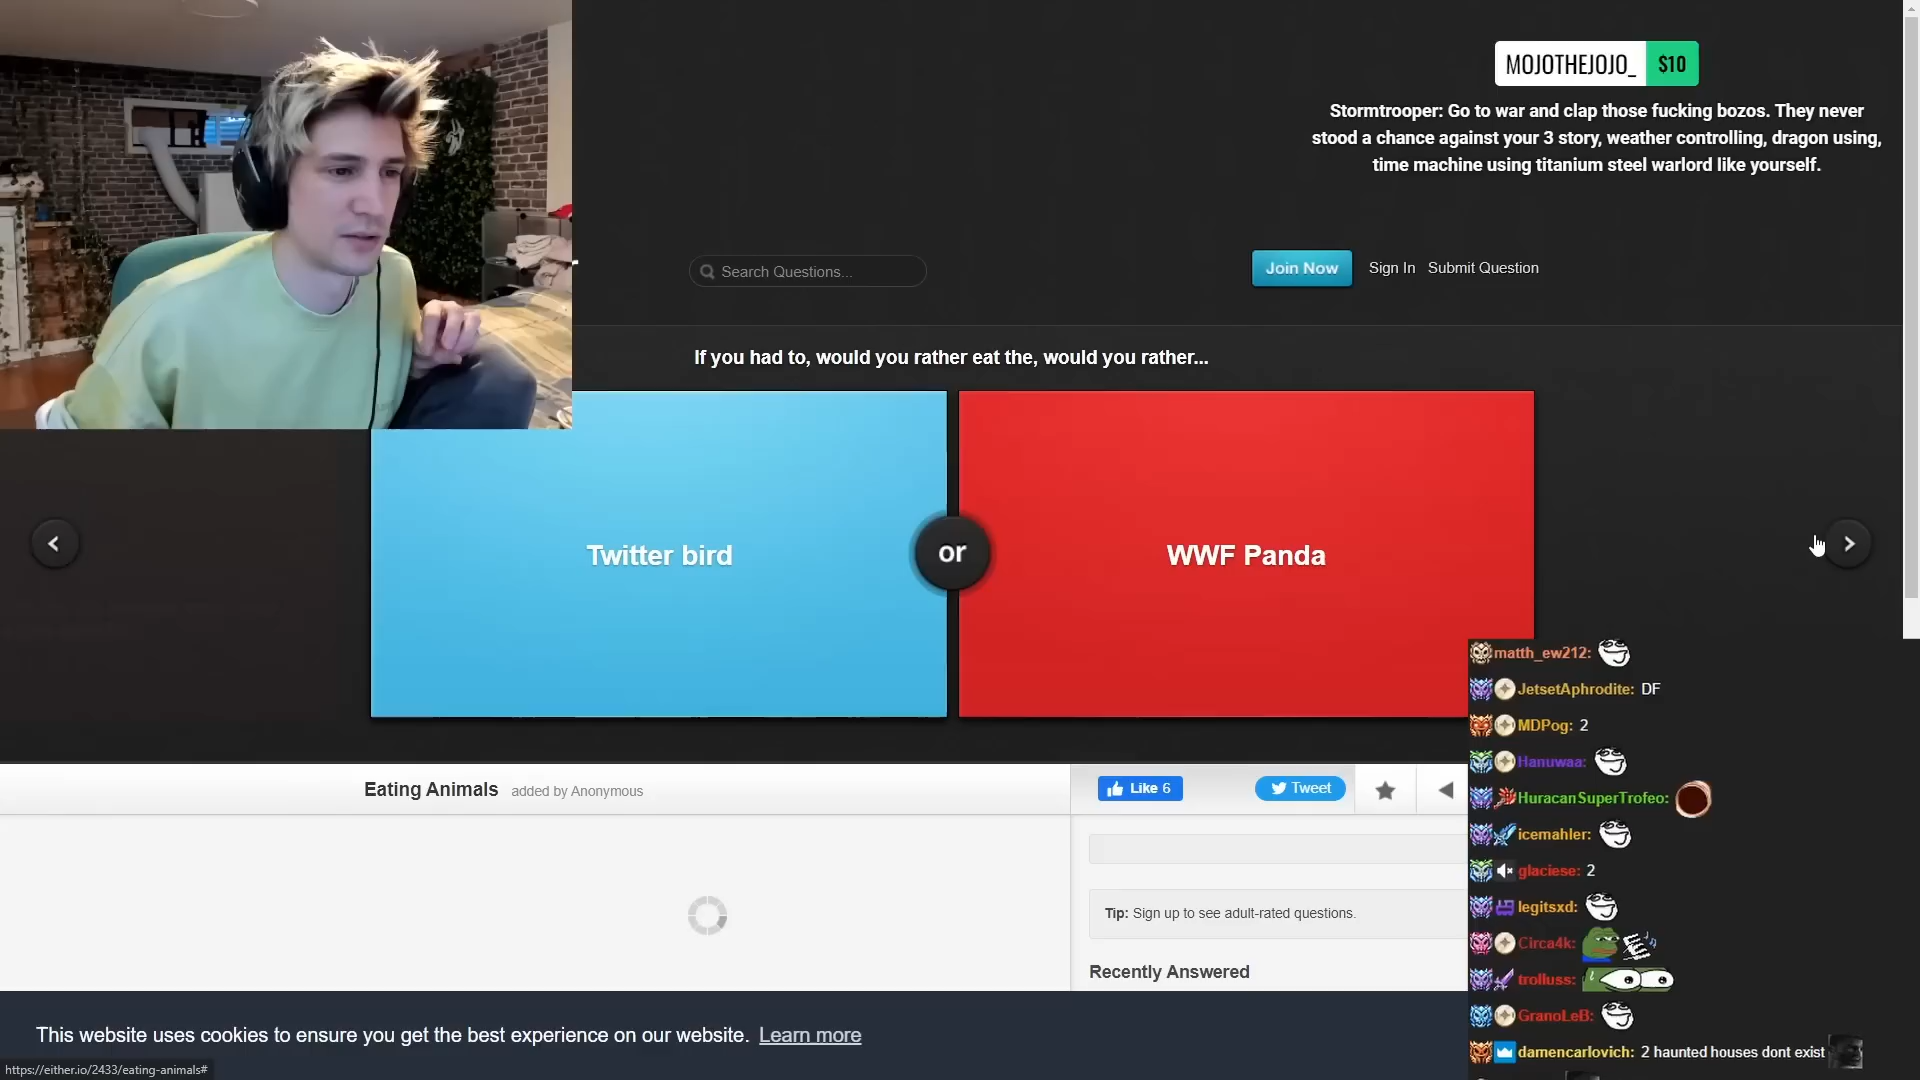 MOJOTHEJOJO_ $10
Stormtrooper: Go to war and clap those fucking bozos. They never
stood a chance against your 3 story, weather controlling, dragon using,
time machine using titanium steel warlord like yourself.
Search Questions...
Join Now Sign In Submit Question
If you had to, would you rather eat the, would you rather...
Twitter bird
or
WWF Panda
matth_ew212:
JetsetAphrodite: DF
MDPog: 2
Hanuwaa:
HuracanSuperTrofeo:
icemahler:
glaciese: 2
legitsxd:
Circa4k:
trolluss:
GranoLeB:
damencarlovich: 2 haunted houses dont exist
Eating Animals added by Anonymous
Like 6
Tweet
Tip: Sign up to see adult-rated questions.
Recently Answered
This website uses cookies to ensure you get the best experience on our website. Learn more
https://either.io/2433/eating-animals#